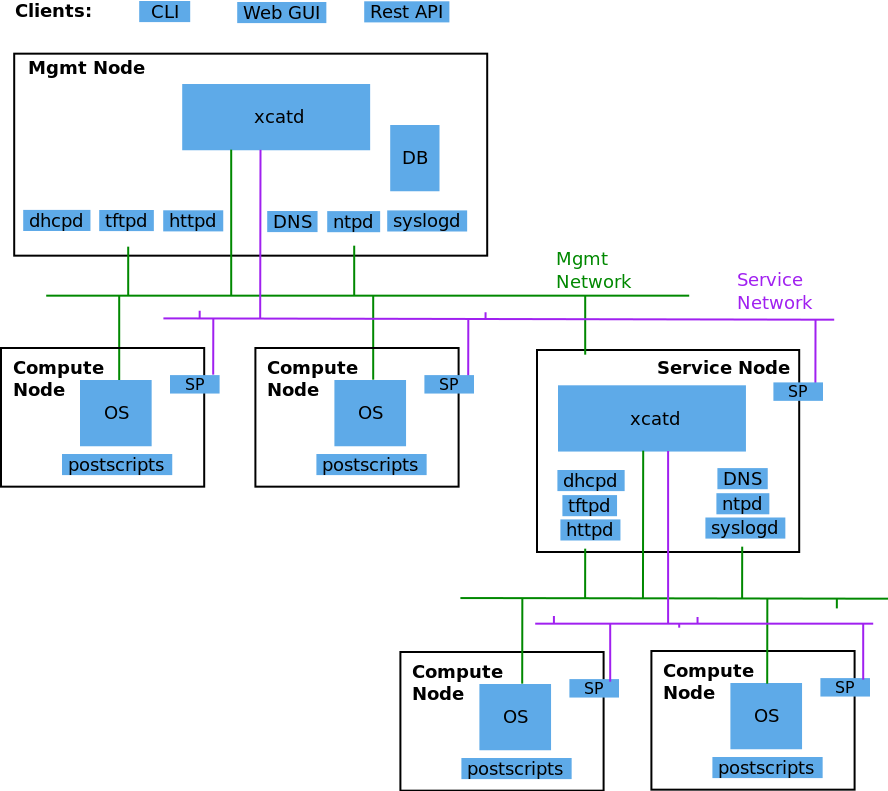 Clients: CLI Web GUI Rest API
Mgmt Node
xcatd
DB
dhcpd tftpd httpd DNS ntpd syslogd
Mgmt
Network
Service
Network
Compute
Node
SP
OS
postscripts
Compute
Node
SP
OS
postscripts
Service Node
SP
xcatd
dhcpd
tftpd
httpd
DNS
ntpd
syslogd
Compute
Node
SP
OS
postscripts
Compute
Node
SP
OS
postscripts